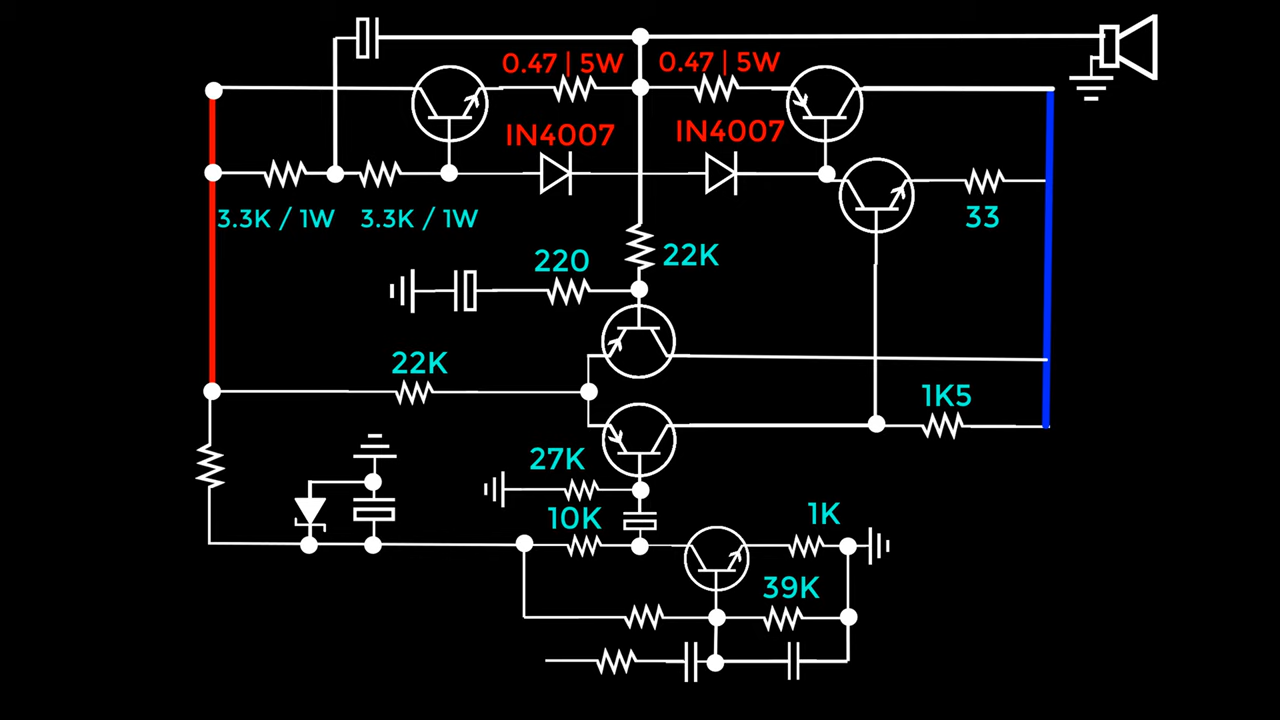 0.47 | 5W
0.47 | 5W
IN4007
IN4007
3.3K / 1W
3.3K / 1W
33
220
22K
22K
1K5
27K
10K
1K
39K